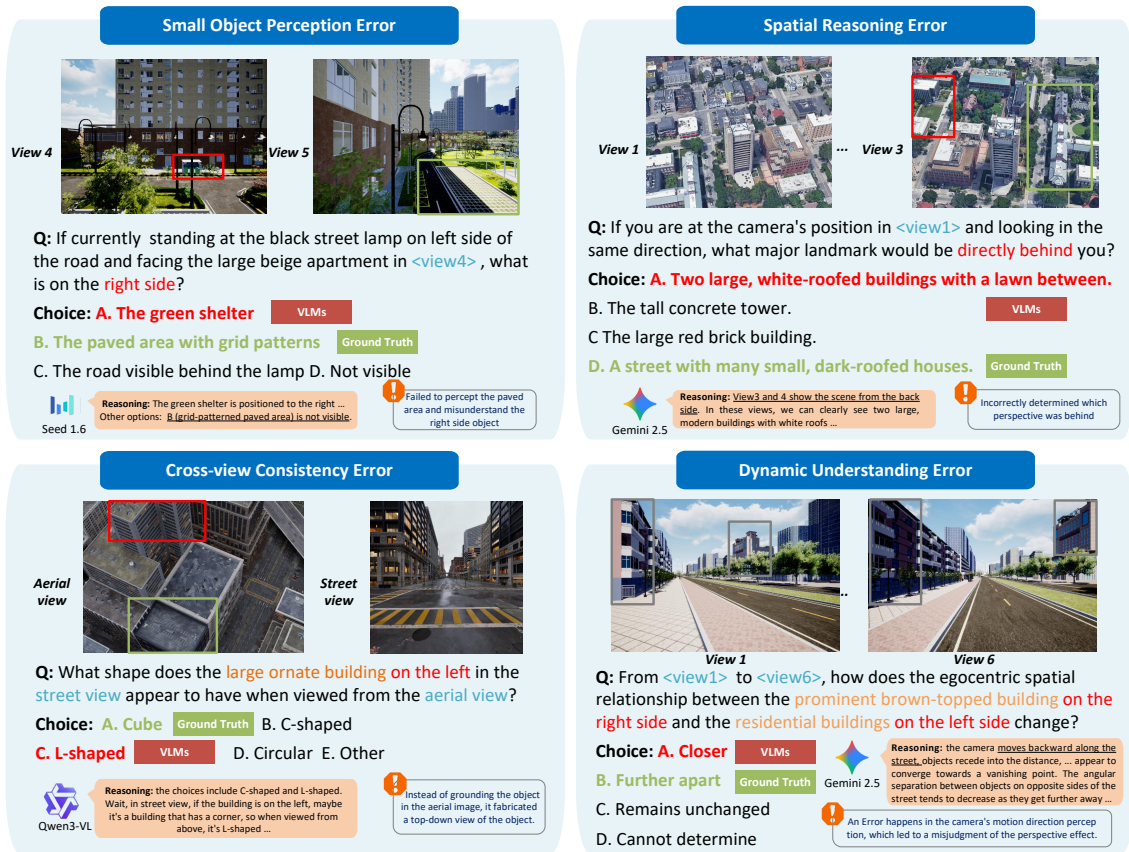 Small Object Perception Error
View 4
View 5
Q: If currently standing at the black street lamp on left side of
the road and facing the large beige apartment in <view4> , what
is on the right side?
Choice: A. The green shelter VLMs
B. The paved area with grid patterns Ground Truth
C. The road visible behind the lamp D. Not visible
Seed 1.6
Reasoning: The green shelter is positioned to the right ...
Other options: B (grid-patterned paved area) is not visible.
Failed to percept the paved
area and misunderstand the
right side object
Spatial Reasoning Error
View 1
... View 3
Q: If you are at the camera's position in <view1> and looking in the
same direction, what major landmark would be directly behind you?
Choice: A. Two large, white-roofed buildings with a lawn between.
B. The tall concrete tower. VLMs
C The large red brick building.
D. A street with many small, dark-roofed houses. Ground Truth
Gemini 2.5
Reasoning: View3 and 4 show the scene from the back
side. In these views, we can clearly see two large,
modern buildings with white roofs ...
Incorrectly determined which
perspective was behind
Cross-view Consistency Error
Aerial
view
Street
view
Q: What shape does the large ornate building on the left in the
street view appear to have when viewed from the aerial view?
Choice: A. Cube Ground Truth B. C-shaped
C. L-shaped VLMs D. Circular E. Other
Qwen3-VL
Reasoning: the choices include C-shaped and L-shaped.
Wait, in street view, if the building is on the left, maybe
it's a building that has a corner, so when viewed from
above, it's L-shaped ...
Instead of grounding the object
in the aerial image, it fabricated
a top-down view of the object.
Dynamic Understanding Error
..
View 1
View 6
Q: From <view1> to <view6>, how does the egocentric spatial
relationship between the prominent brown-topped building on the
right side and the residential buildings on the left side change?
Choice: A. Closer VLMs
B. Further apart Ground Truth
C. Remains unchanged
D. Cannot determine
Gemini 2.5
Reasoning: the camera moves backward along the
street, objects recede into the distance, ... appear to
converge towards a vanishing point. The angular
separation between objects on opposite sides of the
street tends to decrease as they get further away ...
An Error happens in the camera's motion direction percep
tion, which led to a misjudgment of the perspective effect.